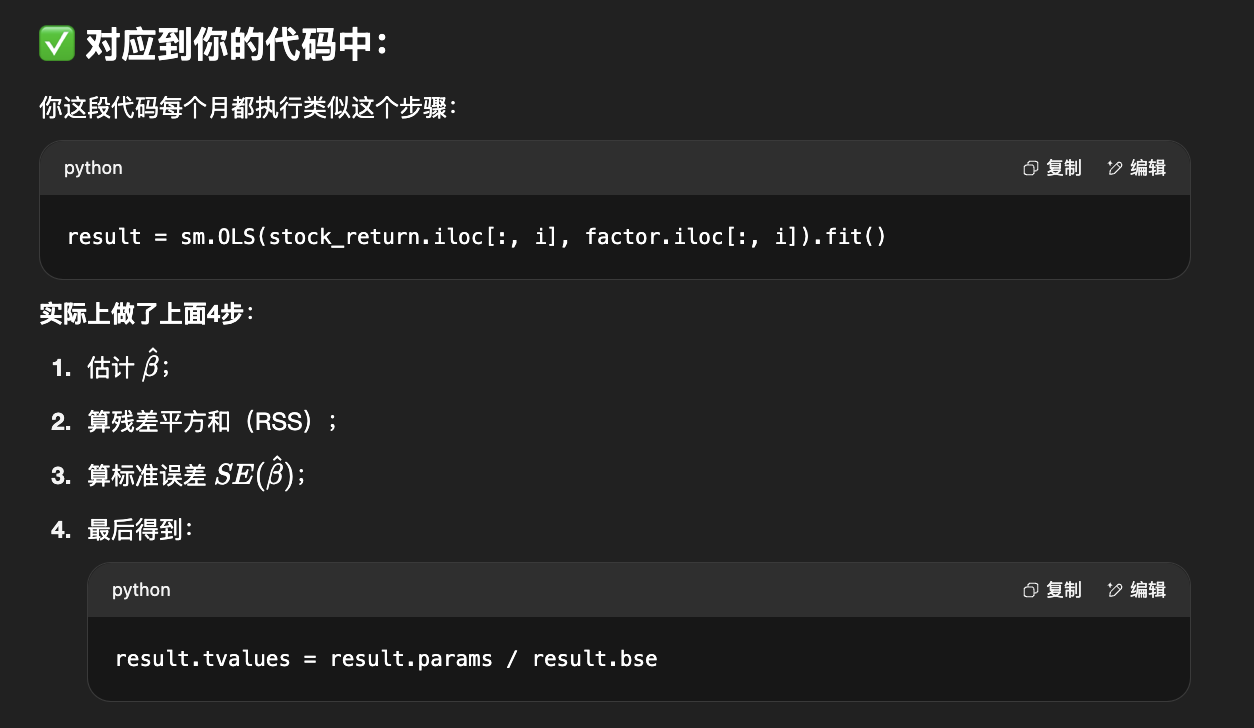 ✅ 对应到你的代码中：
你这段代码每个月都执行类似这个步骤：
python 复制 编辑
result = sm.OLS(stock_return.iloc[:, i], factor.iloc[:, i]).fit()
实际上做了上面4步：
1. 估计 β̂；
2. 算残差平方和（RSS）；
3. 算标准误差 SE(β̂)；
4. 最后得到：
python 复制 编辑
result.tvalues = result.params / result.bse